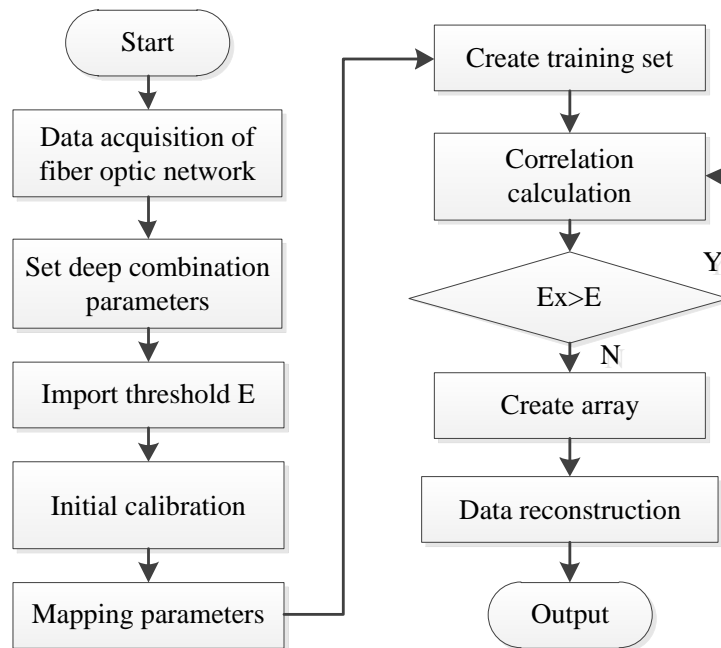 Start
Data acquisition of
fiber optic network
Set deep combination
parameters
Import threshold E
Initial calibration
Mapping parameters
Create training set
Correlation
calculation
Ex>E
Y
N
Create array
Data reconstruction
Output